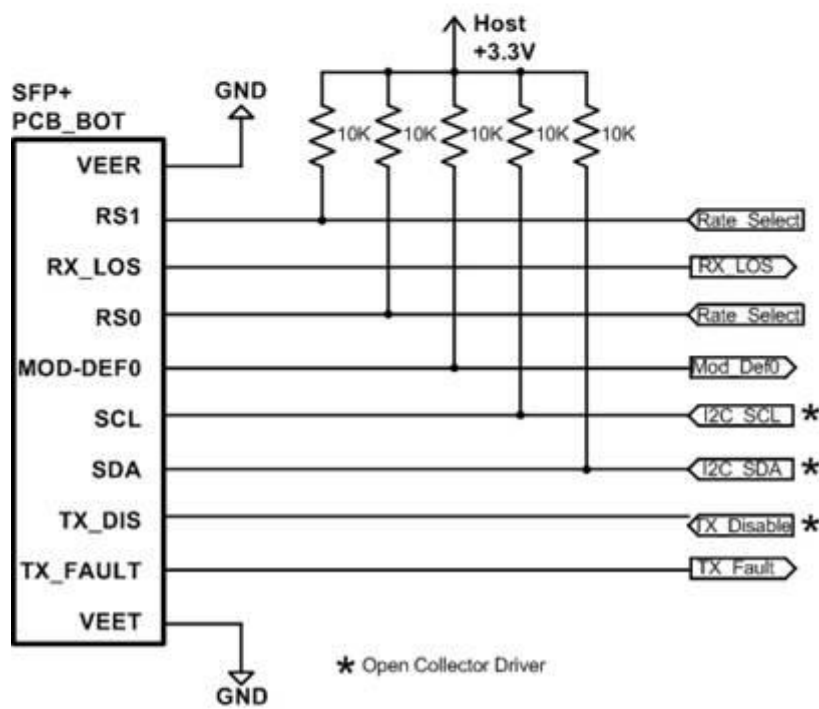 Host
+3.3V
SFP+
PCB_BOT
GND
10K 10K 10K 10K 10K
VEER
RS1 Rate_Select
RX_LOS RX_LOS
RS0 Rate_Select
MOD-DEF0 Mod_Def0
SCL I2C_SCL *
SDA I2C_SDA *
TX_DIS TX_Disable *
TX_FAULT TX_Fault
VEET
* Open Collector Driver
GND